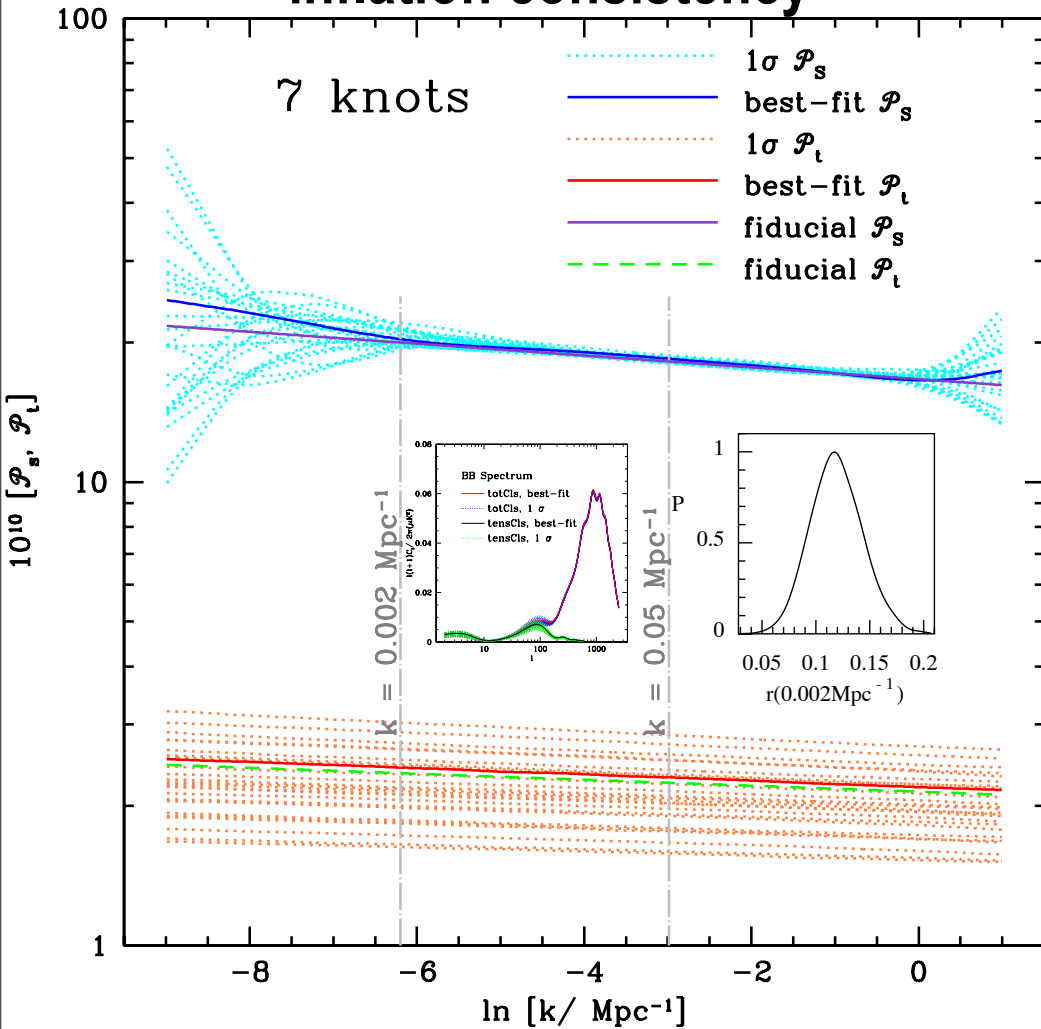 inflation consistency
100
7 knots
1σ 𝒫s
best-fit 𝒫s
1σ 𝒫t
best-fit 𝒫t
fiducial 𝒫s
fiducial 𝒫t
10¹⁰ [𝒫s, 𝒫t]
10
1
k = 0.002 Mpc⁻¹
k = 0.05 Mpc⁻¹
0.08
0.06
0.04
0.02
0
l(l+1)Cl/ 2π(μK²)
BB Spectrum
totCls, best-fit
totCls, 1 σ
tensCls, best-fit
tensCls, 1 σ
10
100
1000
l
P
1
0.5
0
0.05
0.1
0.15
0.2
r(0.002Mpc⁻¹)
−8
−6
−4
−2
0
ln [k/ Mpc⁻¹]